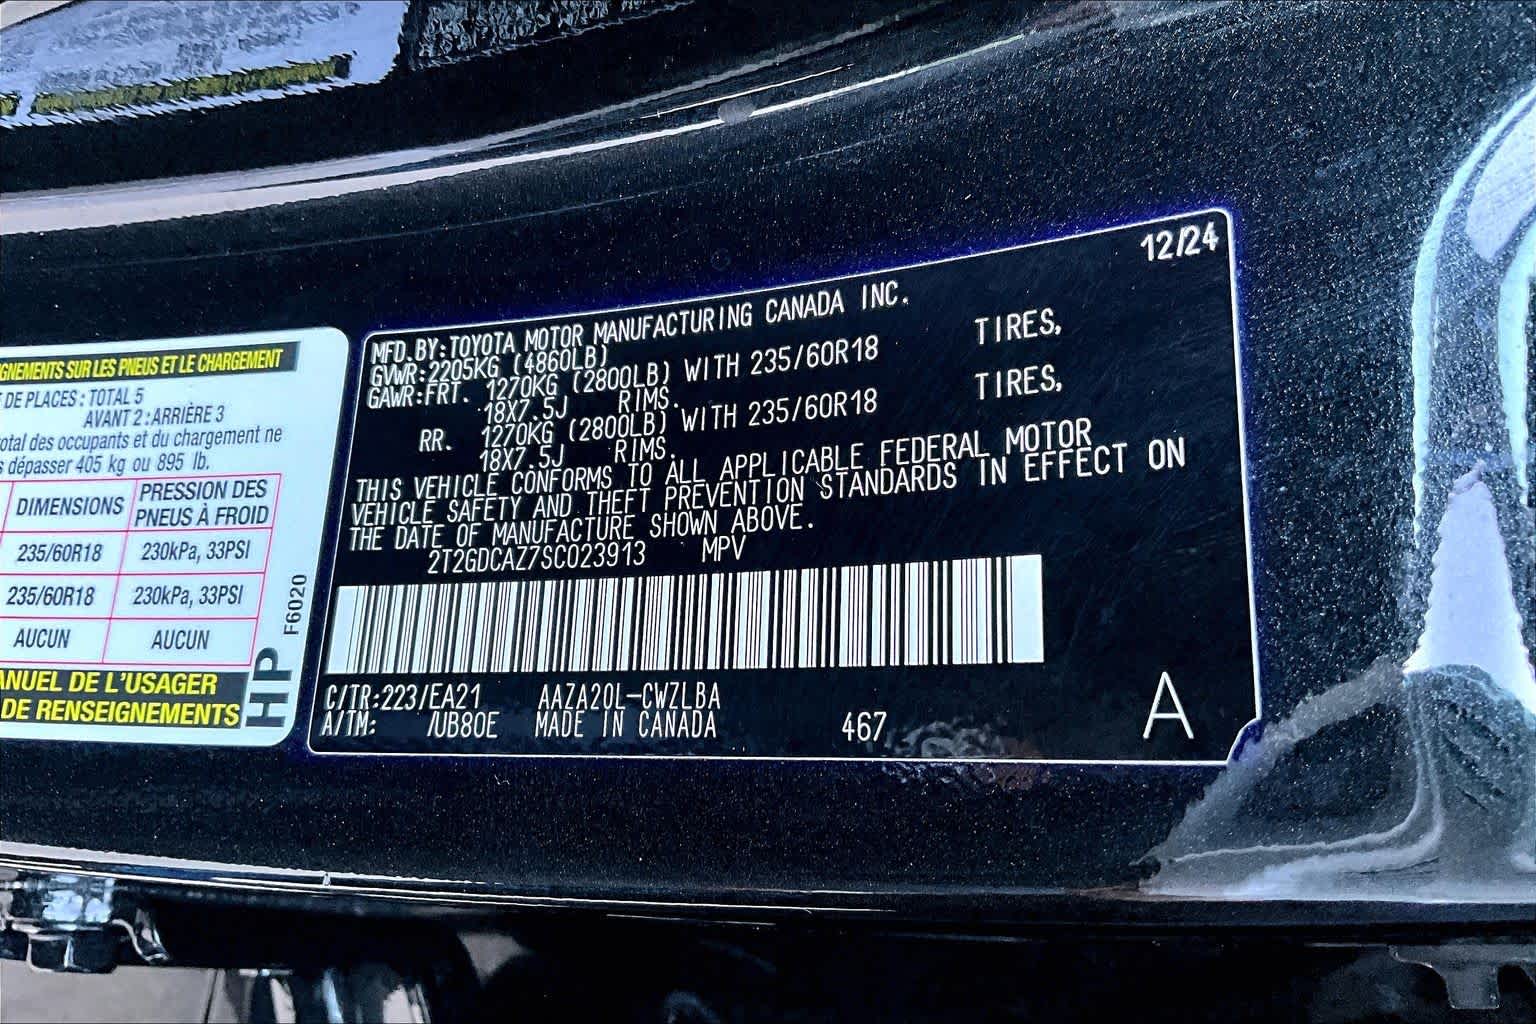 GNEMENTS SUR LES PNEUS ET LE CHARGEMENT
DE PLACES : TOTAL 5
AVANT 2 : ARRIÈRE 3
total des occupants et du chargement ne
dépasser 405 kg ou 895 lb.
DIMENSIONS PRESSION DES PNEUS À FROID
235/60R18 230kPa, 33PSI
235/60R18 230kPa, 33PSI
AUCUN AUCUN
ANUEL DE L'USAGER
DE RENSEIGNEMENTS
HP
F6020
12/24
MFD.BY:TOYOTA MOTOR MANUFACTURING CANADA INC.
GVWR:2205KG (4860LB)
GAWR:FRT. 1270KG (2800LB) WITH 235/60R18 TIRES,
18X7.5J RIMS.
RR. 1270KG (2800LB) WITH 235/60R18 TIRES,
18X7.5J RIMS.
THIS VEHICLE CONFORMS TO ALL APPLICABLE FEDERAL MOTOR
VEHICLE SAFETY AND THEFT PREVENTION STANDARDS IN EFFECT ON
THE DATE OF MANUFACTURE SHOWN ABOVE.
2T2GDCAZ7SC023913 MPV
C/TR:223/EA21 AAZA20L-CWZLBA
A/TM: /UB80E MADE IN CANADA 467
A